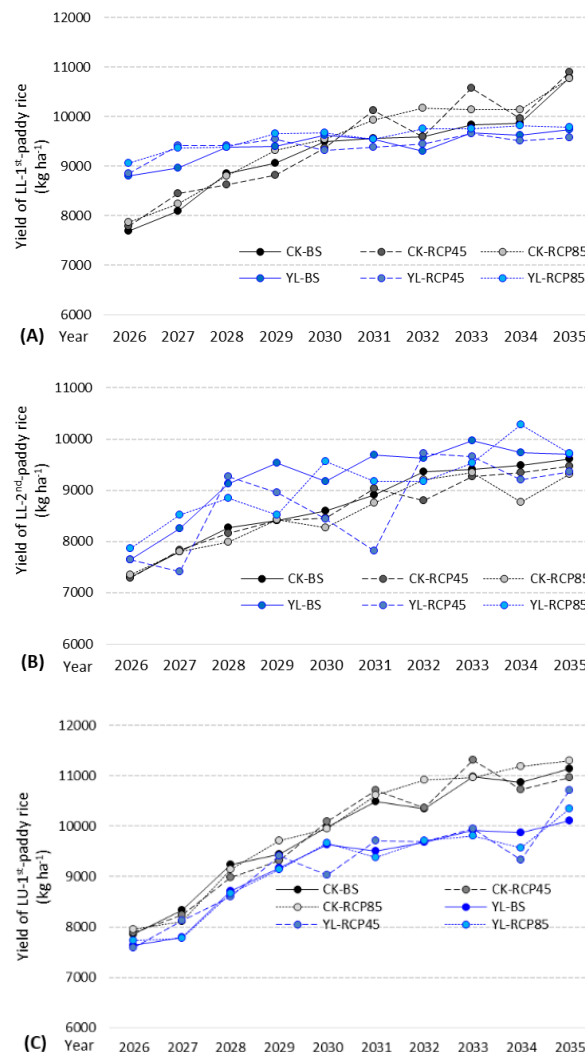 12000
11000
10000
9000
8000
7000
6000
Yield of LL-1st-paddy rice
(kg ha-1)
CK-BS CK-RCP45 CK-RCP85
YL-BS YL-RCP45 YL-RCP85
(A) Year 2026 2027 2028 2029 2030 2031 2032 2033 2034 2035
11000
10000
9000
8000
7000
6000
Yield of LL-2nd-paddy rice
(kg ha-1)
CK-BS CK-RCP45 CK-RCP85
YL-BS YL-RCP45 YL-RCP85
(B) Year 2026 2027 2028 2029 2030 2031 2032 2033 2034 2035
12000
11000
10000
9000
8000
7000
6000
Yield of LU-1st-paddy rice
(kg ha-1)
CK-BS CK-RCP45
CK-RCP85 YL-BS
YL-RCP45 YL-RCP85
(C) Year 2026 2027 2028 2029 2030 2031 2032 2033 2034 2035